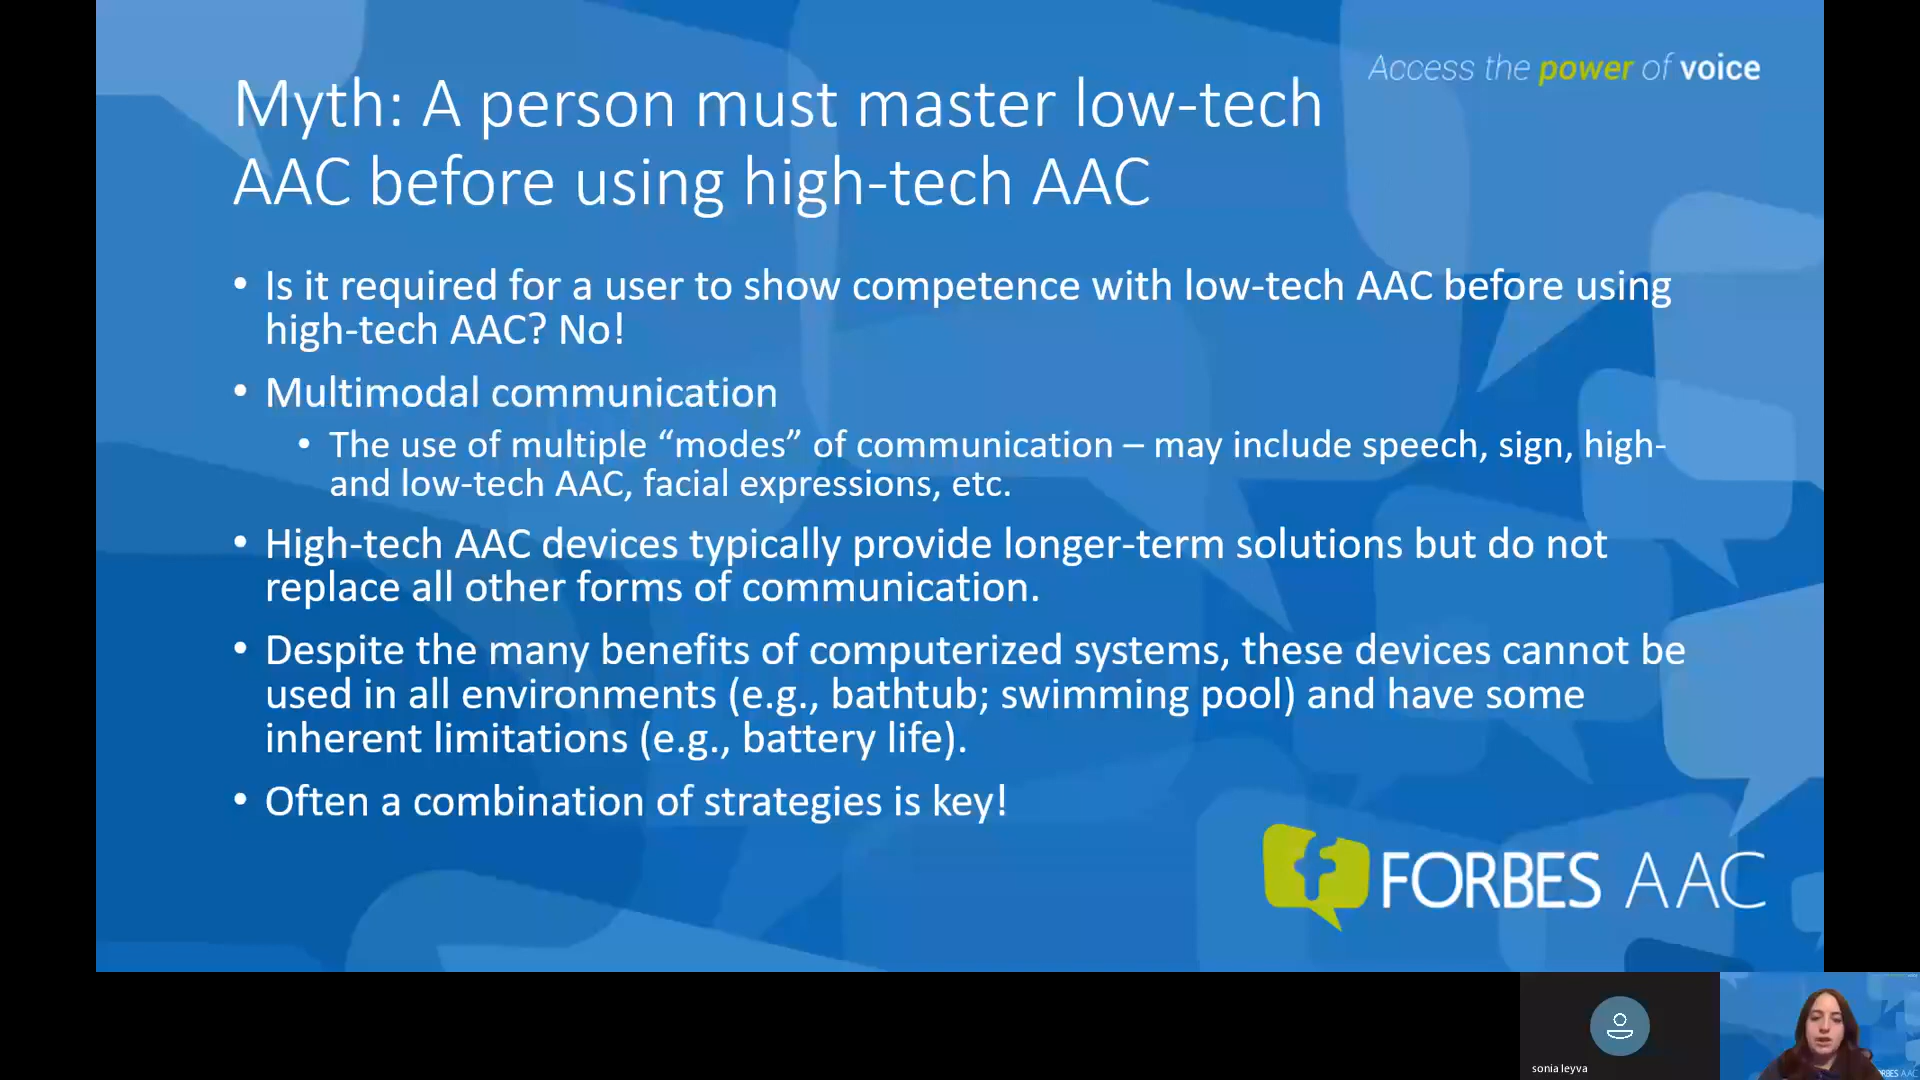 Access the power of voice
Myth: A person must master low-tech
AAC before using high-tech AAC
• Is it required for a user to show competence with low-tech AAC before using
high-tech AAC? No!
• Multimodal communication
• The use of multiple “modes” of communication – may include speech, sign, high-
and low-tech AAC, facial expressions, etc.
• High-tech AAC devices typically provide longer-term solutions but do not
replace all other forms of communication.
• Despite the many benefits of computerized systems, these devices cannot be
used in all environments (e.g., bathtub; swimming pool) and have some
inherent limitations (e.g., battery life).
• Often a combination of strategies is key!
f FORBES AAC
sonia leyva
RBES AAC